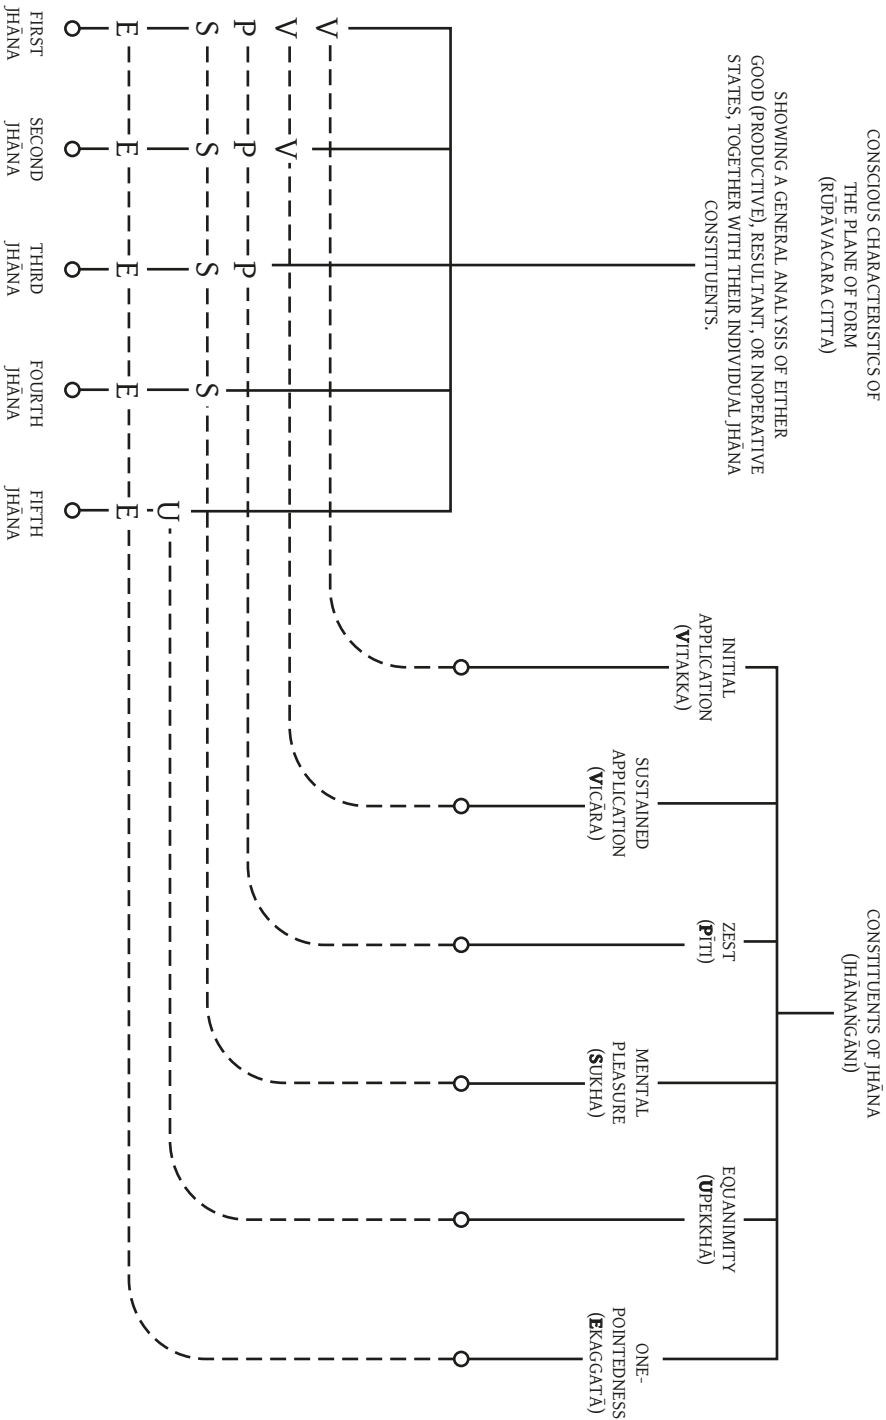 CONSCIOUS CHARACTERISTICS OF
THE PLANE OF FORM
(RŪPĀVACARA CITTA)
SHOWING A GENERAL ANALYSIS OF EITHER
GOOD (PRODUCTIVE), RESULTANT, OR INOPERATIVE
STATES, TOGETHER WITH THEIR INDIVIDUAL JHĀNA
CONSTITUENTS.
CONSTITUENTS OF JHĀNA
(JHĀNAṄGĀNI)
INITIAL
APPLICATION
(VITAKKA)
SUSTAINED
APPLICATION
(VICĀRA)
ZEST
(PĪTI)
MENTAL
PLEASURE
(SUKHA)
EQUANIMITY
(UPEKKHĀ)
ONE-
POINTEDNESS
(EKAGGATĀ)
V
V V
P P P
S S S S
U
E E E E E
FIRST
JHĀNA
SECOND
JHĀNA
THIRD
JHĀNA
FOURTH
JHĀNA
FIFTH
JHĀNA